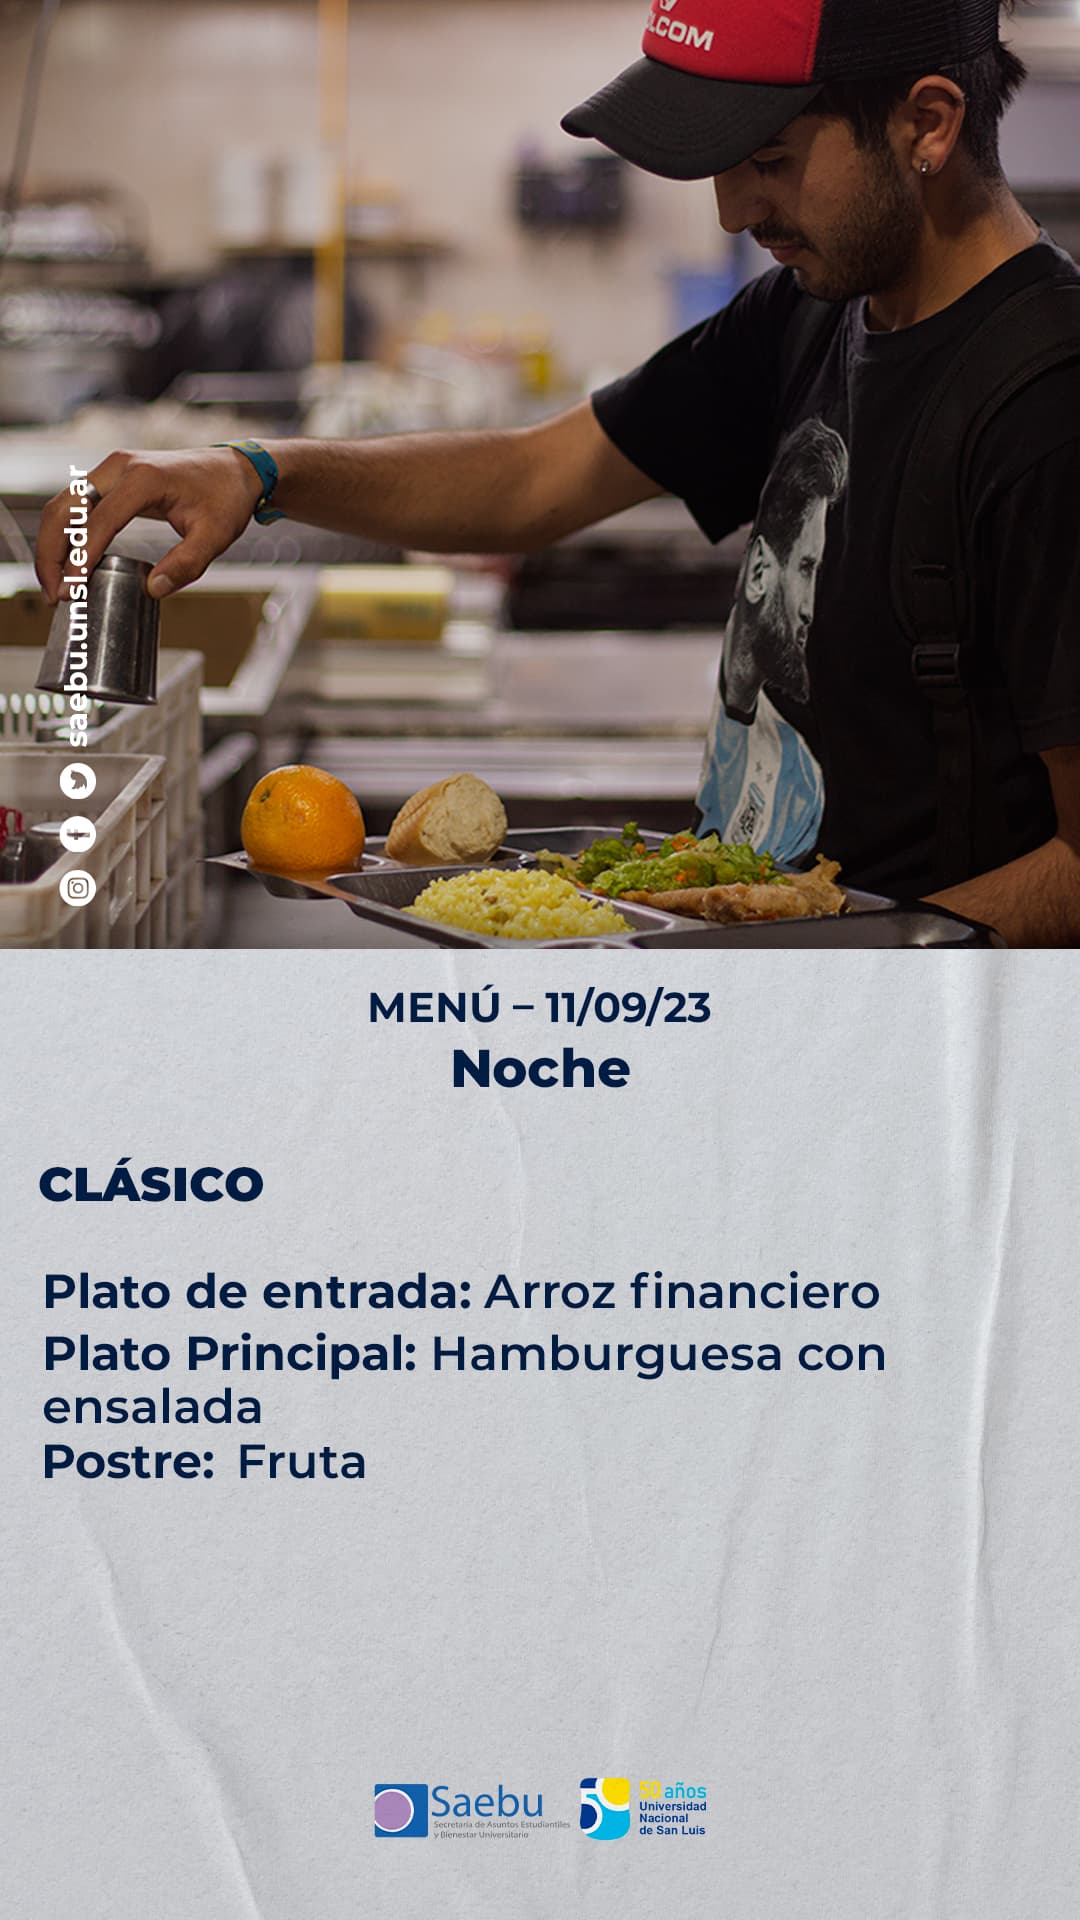 LCOM
saebu.unsl.edu.ar
MENÚ – 11/09/23
Noche
CLÁSICO
Plato de entrada: Arroz financiero
Plato Principal: Hamburguesa con
ensalada
Postre: Fruta
Saebu
Secretaría de Asuntos Estudiantiles
y Bienestar Universitario
50 años
Universidad
Nacional
de San Luis